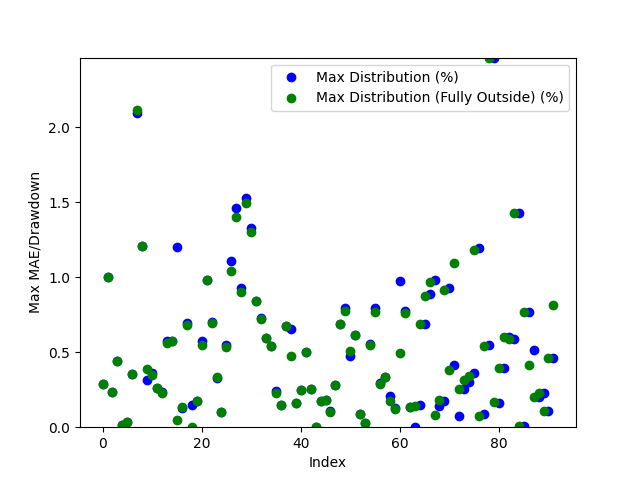 Max Distribution (%)
Max Distribution (Fully Outside) (%)
Max MAE/Drawdown
2.0
1.5
1.0
0.5
0.0
0 20 40 60 80
Index